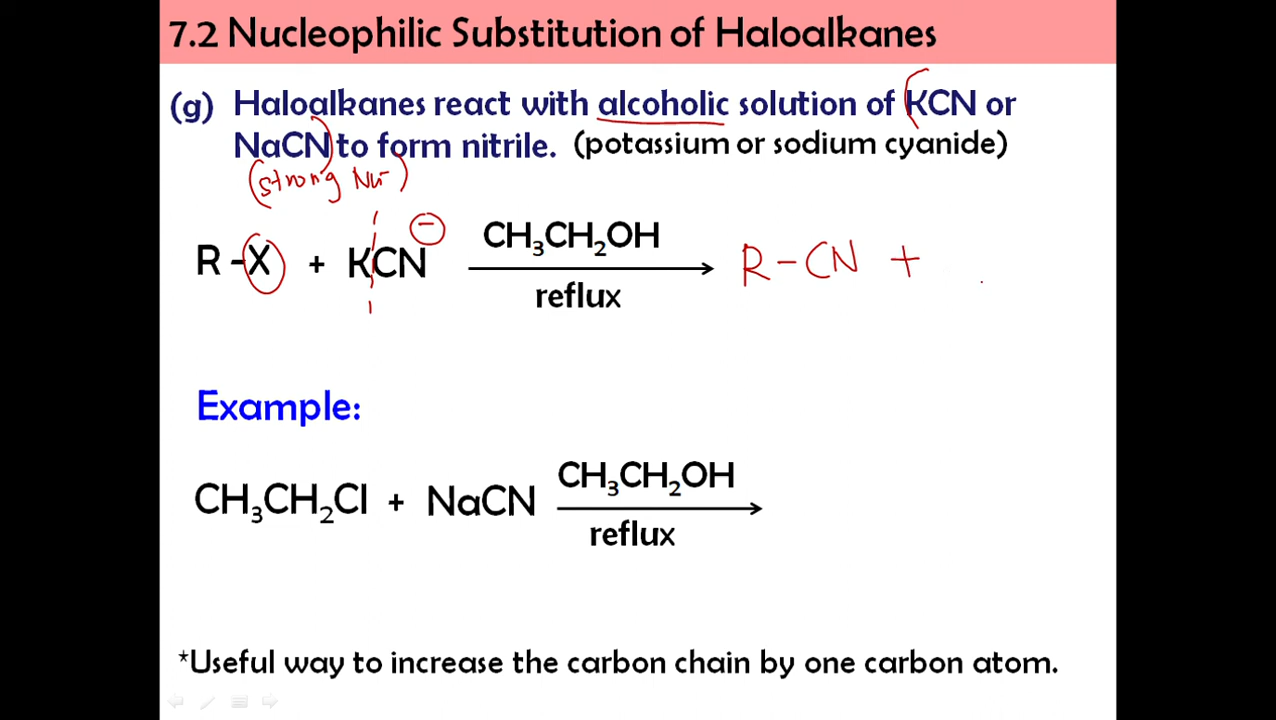 7.2 Nucleophilic Substitution of Haloalkanes
(g) Haloalkanes react with alcoholic solution of KCN or
NaCN to form nitrile. (potassium or sodium cyanide)
(strong Nu⁻)
R-X + KCN⁻ CH₃CH₂OH R-CN +
reflux
Example:
CH₃CH₂Cl + NaCN CH₃CH₂OH
reflux
*Useful way to increase the carbon chain by one carbon atom.